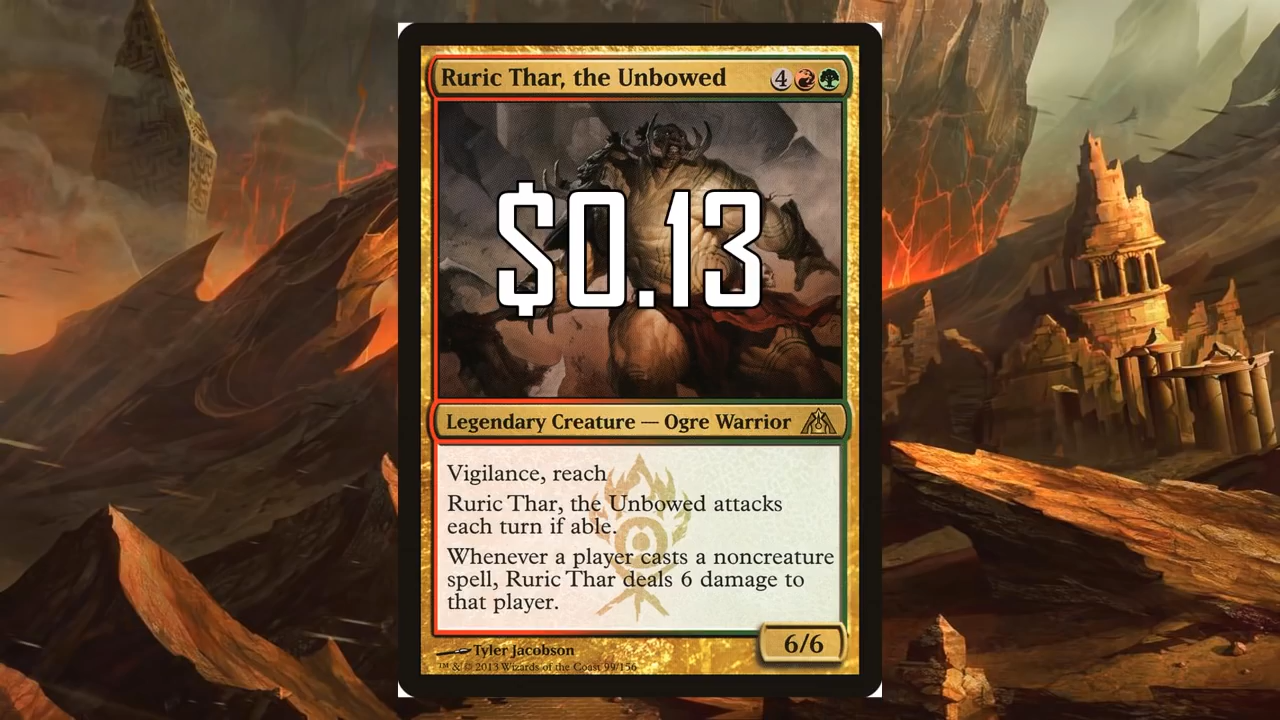 Ruric Thar, the Unbowed 4
$0.13
Legendary Creature — Ogre Warrior
Vigilance, reach
Ruric Thar, the Unbowed attacks
each turn if able.
Whenever a player casts a noncreature
spell, Ruric Thar deals 6 damage to
that player.
6/6
Tyler Jacobson
™ & © 2013 Wizards of the Coast 99/156